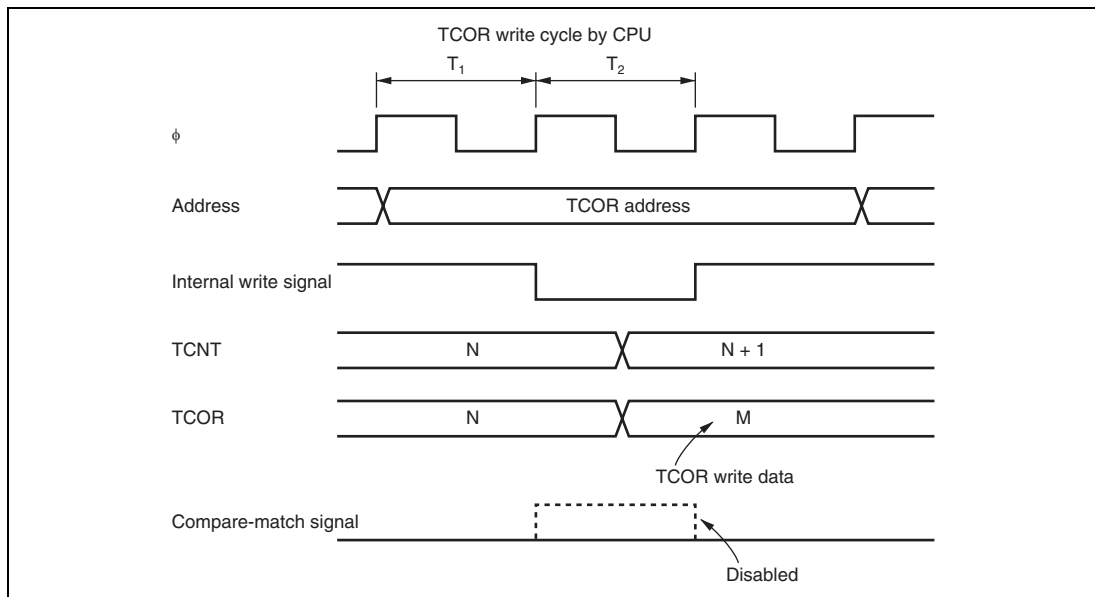 TCOR write cycle by CPU
T1 T2
φ
Address TCOR address
Internal write signal
TCNT N N + 1
TCOR N M
TCOR write data
Compare-match signal
Disabled